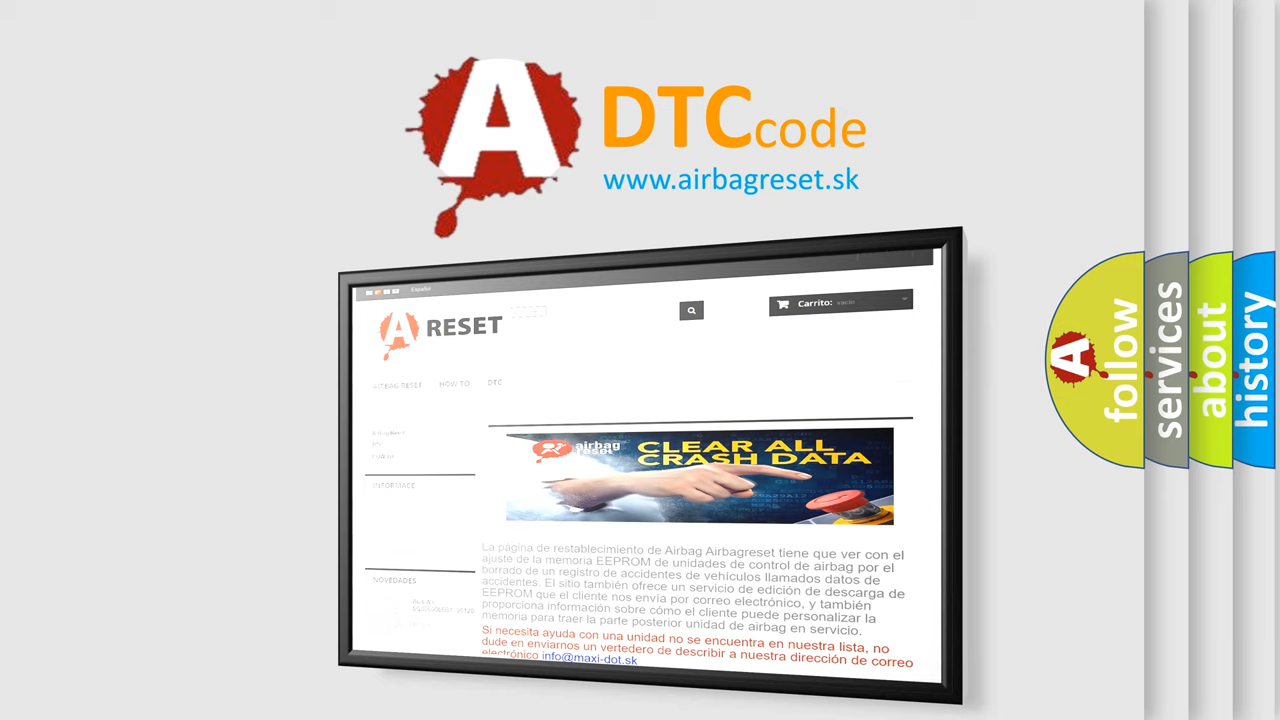 A
DTCcode
www.airbagreset.sk
Español
A RESET
Carrito: vacío
AIRBAG RESET HOW TO DTC
INFORMACE
NOVEDADES
airbag
reset
CLEAR ALL
CRASH DATA
La página de restablecimiento de Airbag Airbagreset tiene que ver con el
ajuste de la memoria EEPROM de unidades de control de airbag por el
borrado de un registro de accidentes de vehículos llamados datos de
accidentes. El sitio también ofrece un servicio de edición de descarga de
EEPROM que el cliente nos envía por correo electrónico, y también
proporciona información sobre cómo el cliente puede personalizar la
memoria para traer la parte posterior unidad de airbag en servicio.
Si necesita ayuda con una unidad no se encuentra en nuestra lista, no
dude en enviarnos un vertedero de describir a nuestra dirección de correo
electrónico info@maxi-dot.sk
A
follow
services
about
history